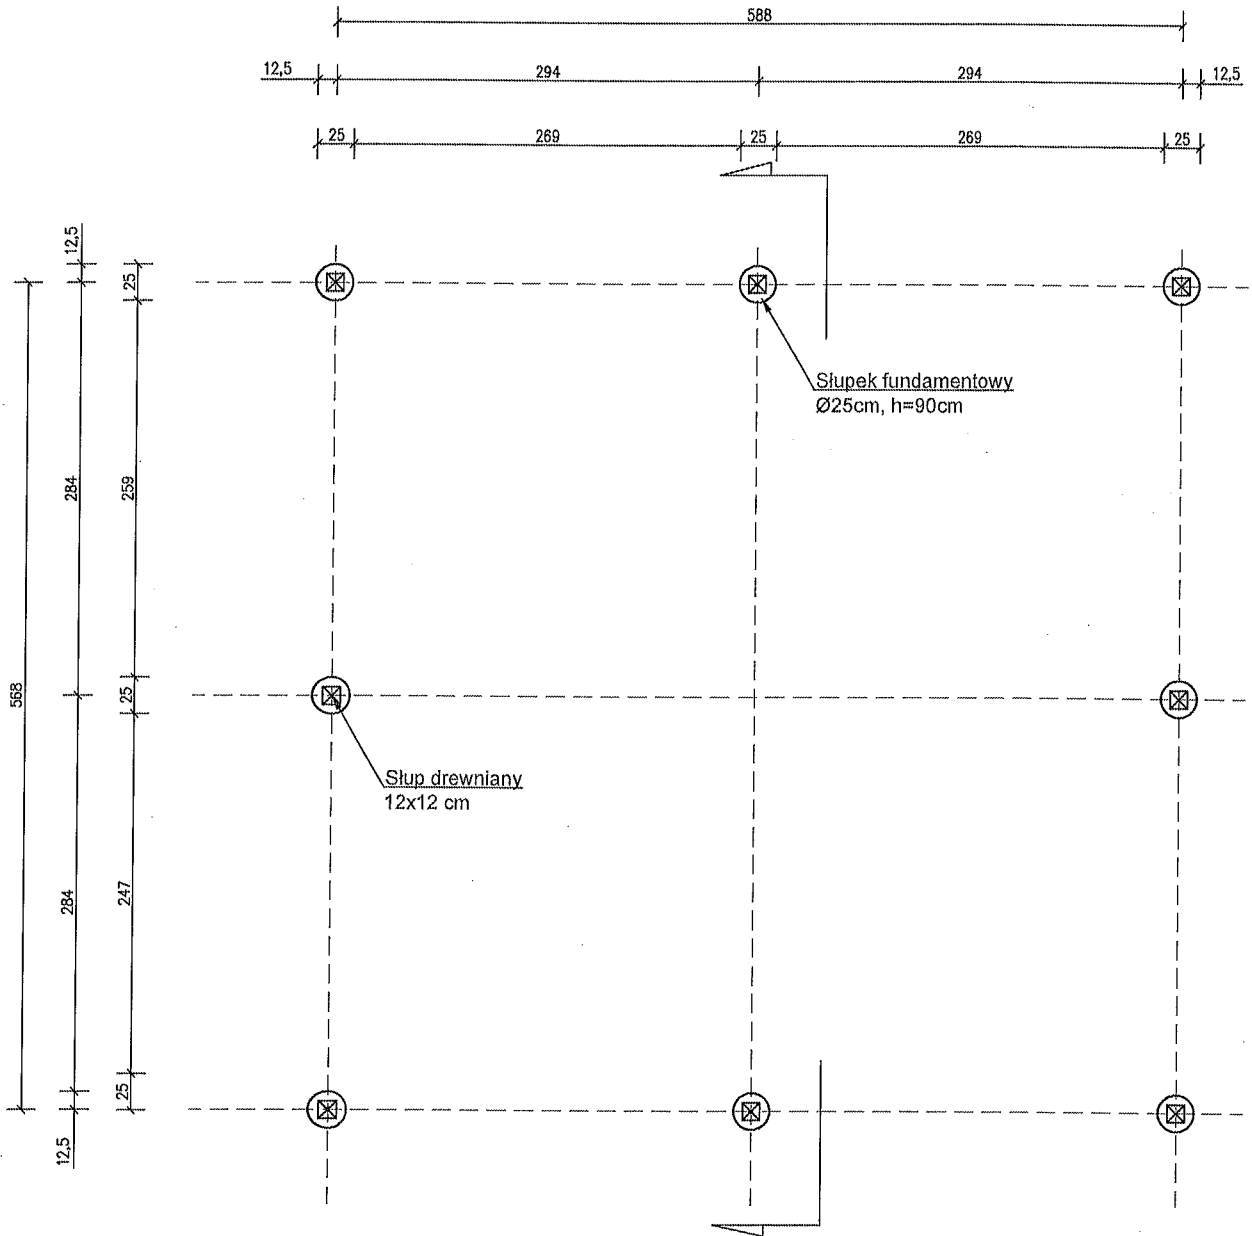 588
12,5 294 294 12,5
25 269 25 269 25
12,5
25
284
259
568
25
284
247
25
12,5
Słupek fundamentowy
Ø25cm, h=90cm
Słup drewniany
12x12 cm